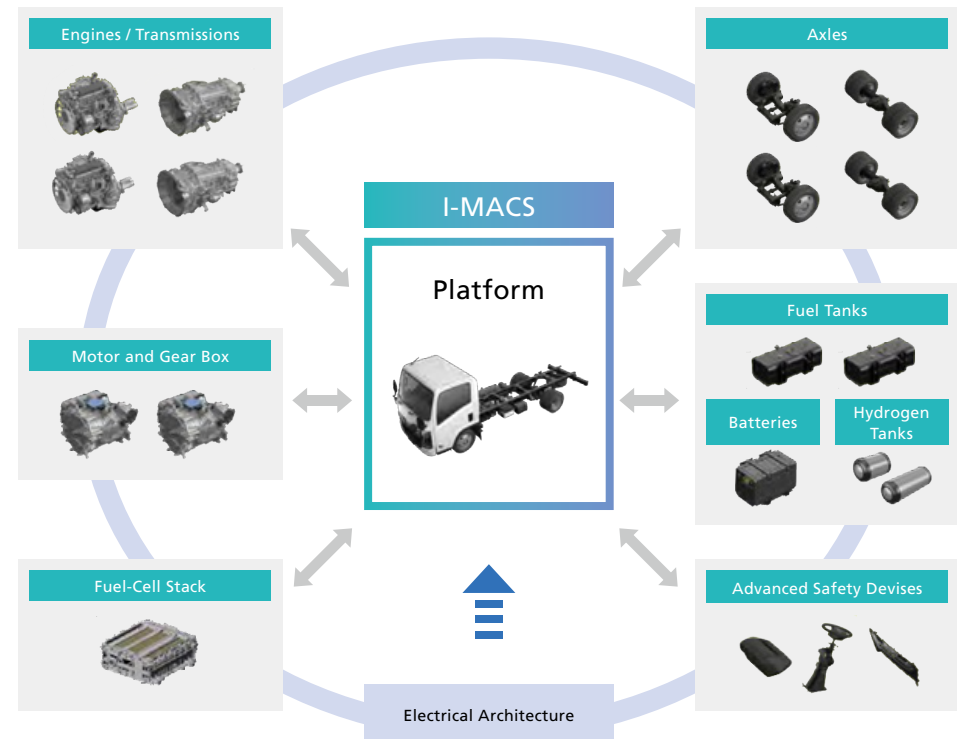 Engines / Transmissions
Axles
I-MACS
Platform
Motor and Gear Box
Fuel Tanks
Batteries
Hydrogen
Tanks
Fuel-Cell Stack
Advanced Safety Devises
Electrical Architecture